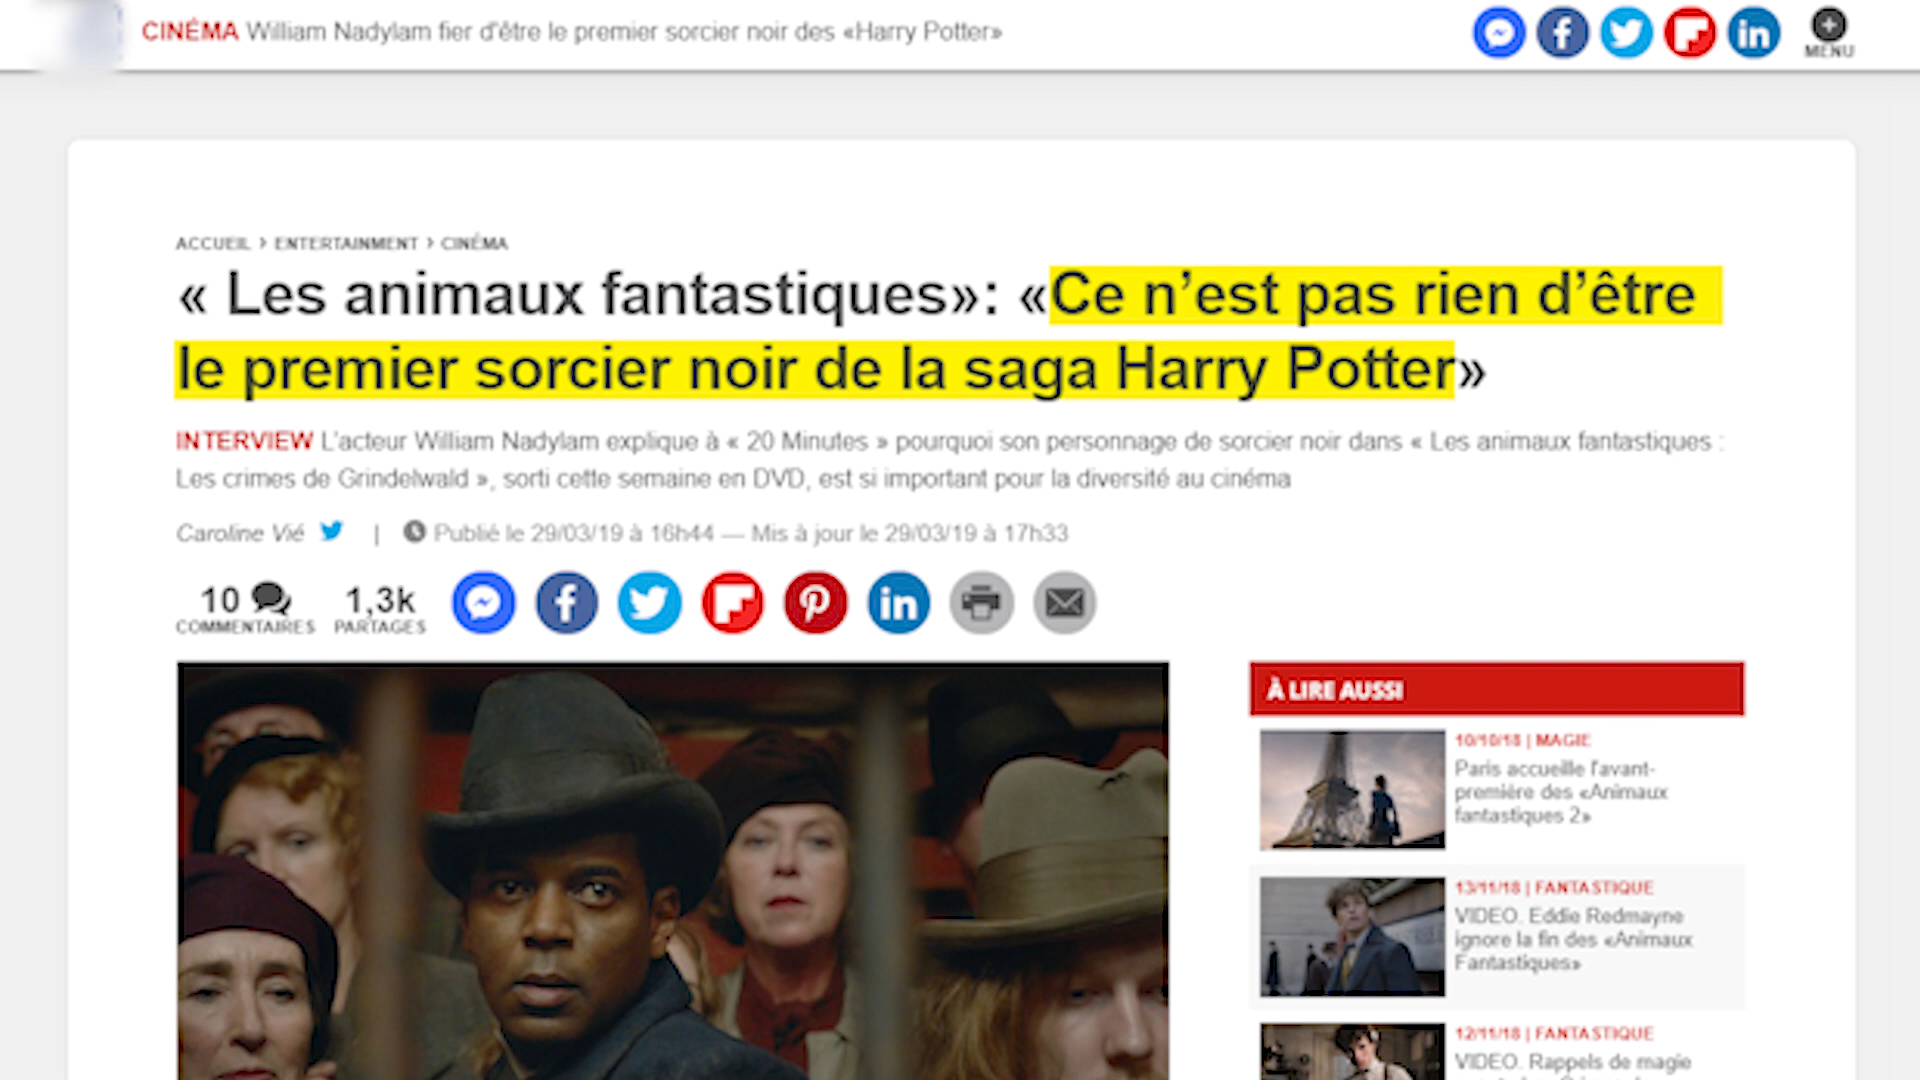 CINÉMA William Nadylam fier d'être le premier sorcier noir des «Harry Potter»
MENU
ACCUEIL › ENTERTAINMENT › CINÉMA
« Les animaux fantastiques»: «Ce n’est pas rien d’être
le premier sorcier noir de la saga Harry Potter»
INTERVIEW L'acteur William Nadylam explique à « 20 Minutes » pourquoi son personnage de sorcier noir dans « Les animaux fantastiques :
Les crimes de Grindelwald », sorti cette semaine en DVD, est si important pour la diversité au cinéma
Caroline Vié | Publié le 29/03/19 à 16h44 — Mis à jour le 29/03/19 à 17h33
10 1,3k
COMMENTAIRES PARTAGES
À LIRE AUSSI
10/10/18 | MAGIE
Paris accueille l'avant-
première des «Animaux
fantastiques 2»
13/11/18 | FANTASTIQUE
VIDEO. Eddie Redmayne
ignore la fin des «Animaux
Fantastiques»
12/11/18 | FANTASTIQUE
VIDEO. Rappels de magie